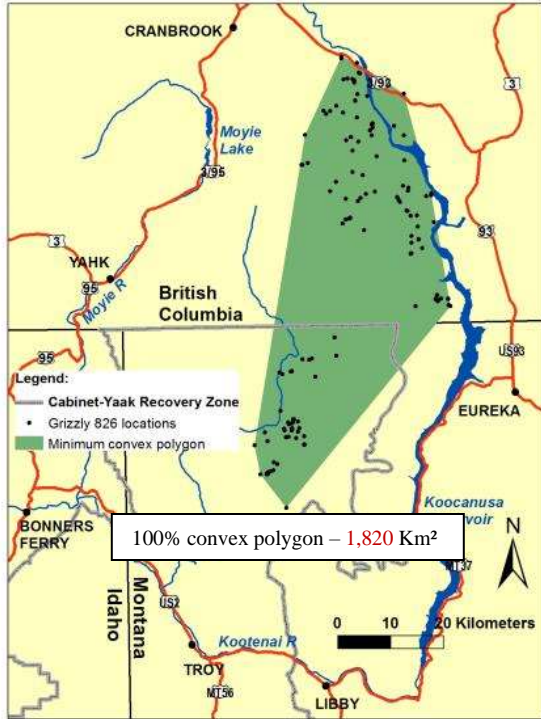 CRANBROOK
3/93
3
Moyie
Lake
3/95
3
93
YAHK
95
Moyie R
British
Columbia
95
US93
Legend:
Cabinet-Yaak Recovery Zone
Grizzly 826 locations
Minimum convex polygon
EUREKA
Koocanusa
voir
BONNERS
FERRY
100% convex polygon – 1,820 Km²
N
MT37
Montana
Idaho
US2
0 10 20 Kilometers
Kootenai R
TROY
MT56
LIBBY